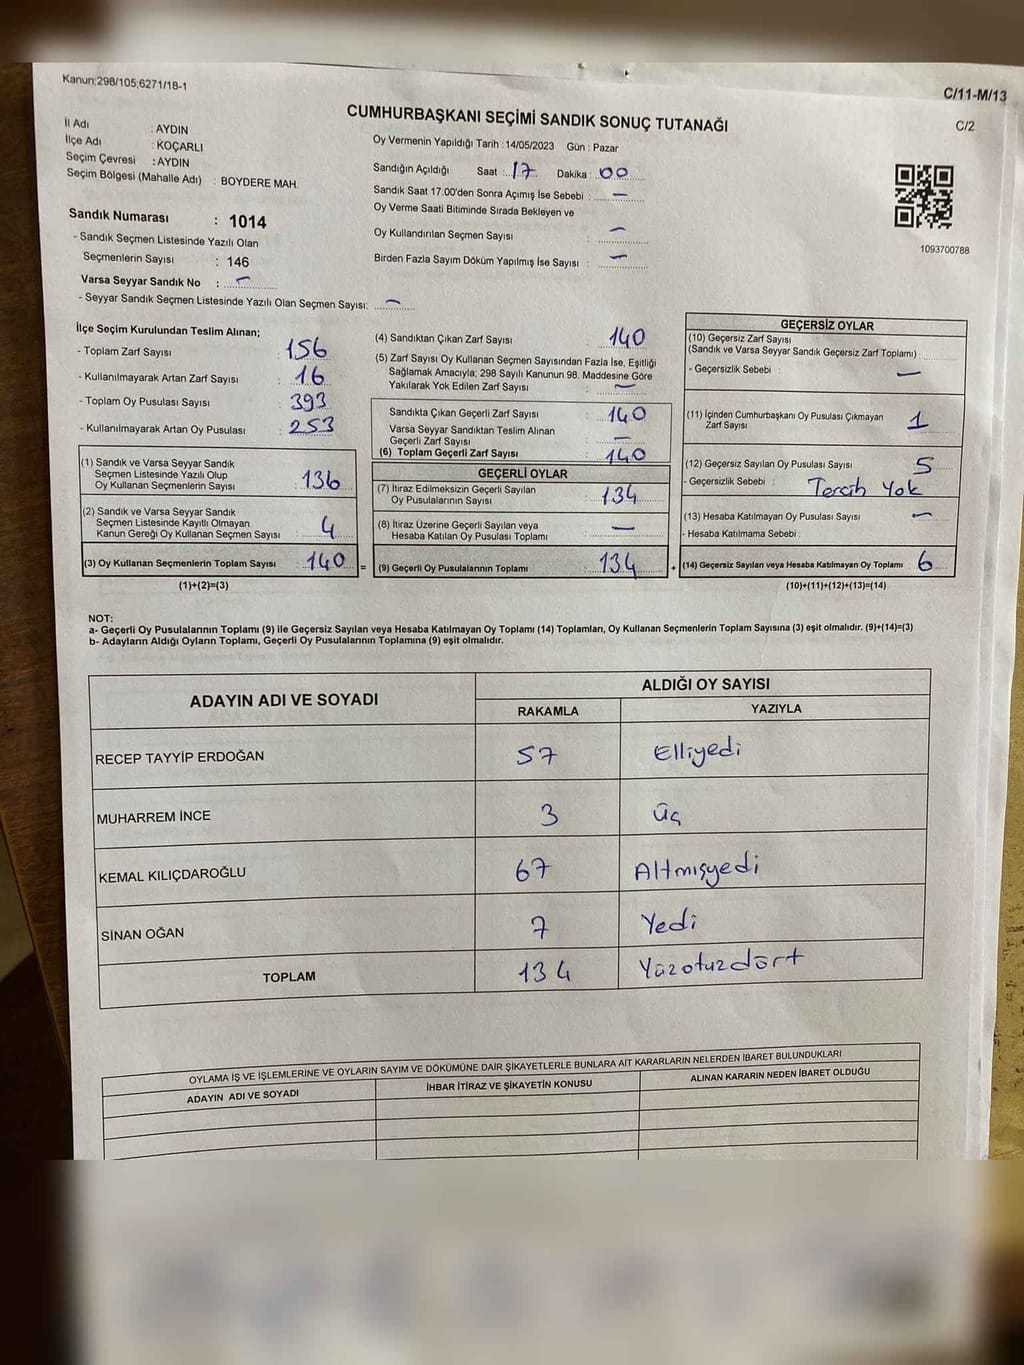 Kanun;298/105;6271/18-1
C/11-M/13
CUMHURBAŞKANI SEÇİMİ SANDIK SONUÇ TUTANAĞI
C/2
İl Adı : AYDIN
İlçe Adı : KOÇARLI
Seçim Çevresi : AYDIN
Seçim Bölgesi (Mahalle Adı) : BOYDERE MAH.
Oy Vermenin Yapıldığı Tarih :14/05/2023 Gün : Pazar
Sandığın Açıldığı Saat : 17 Dakika : 00
Sandık Saat 17:00'den Sonra Açımış İse Sebebi : —
Oy Verme Saati Bitiminde Sırada Bekleyen ve
Oy Kullandırılan Seçmen Sayısı : —
Birden Fazla Sayım Döküm Yapılmış İse Sayısı : —
1093700788
Sandık Numarası : 1014
- Sandık Seçmen Listesinde Yazılı Olan
Seçmenlerin Sayısı : 146
Varsa Seyyar Sandık No : —
- Seyyar Sandık Seçmen Listesinde Yazılı Olan Seçmen Sayısı: —
İlçe Seçim Kurulundan Teslim Alınan;
- Toplam Zarf Sayısı : 156
- Kullanılmayarak Artan Zarf Sayısı : 16
- Toplam Oy Pusulası Sayısı : 393
- Kullanılmayarak Artan Oy Pusulası : 253
(1) Sandık ve Varsa Seyyar Sandık
Seçmen Listesinde Yazılı Olup
Oy Kullanan Seçmenlerin Sayısı : 136
(2) Sandık ve Varsa Seyyar Sandık
Seçmen Listesinde Kayıtlı Olmayan
Kanun Gereği Oy Kullanan Seçmen Sayısı : 4
(3) Oy Kullanan Seçmenlerin Toplam Sayısı : 140
(1)+(2)=(3)
(4) Sandıktan Çıkan Zarf Sayısı : 140
(5) Zarf Sayısı Oy Kullanan Seçmen Sayısından Fazla İse, Eşitliği
Sağlamak Amacıyla; 298 Sayılı Kanunun 98. Maddesine Göre
Yakılarak Yok Edilen Zarf Sayısı : —
Sandıkta Çıkan Geçerli Zarf Sayısı : 140
Varsa Seyyar Sandıktan Teslim Alınan
Geçerli Zarf Sayısı : —
(6) Toplam Geçerli Zarf Sayısı : 140
GEÇERLİ OYLAR
(7) İtiraz Edilmeksizin Geçerli Sayılan
Oy Pusulalarının Sayısı : 134
(8) İtiraz Üzerine Geçerli Sayılan veya
Hesaba Katılan Oy Pusulası Toplamı : —
= (9) Geçerli Oy Pusulalarının Toplamı : 134
GEÇERSİZ OYLAR
(10) Geçersiz Zarf Sayısı
(Sandık ve Varsa Seyyar Sandık Geçersiz Zarf Toplamı) :
- Geçersizlik Sebebi : —
(11) İçinden Cumhurbaşkanı Oy Pusulası Çıkmayan
Zarf Sayısı : 1
(12) Geçersiz Sayılan Oy Pusulası Sayısı : 5
- Geçersizlik Sebebi : Tercih Yok
(13) Hesaba Katılmayan Oy Pusulası Sayısı : —
- Hesaba Katılmama Sebebi :
+ (14) Geçersiz Sayılan veya Hesaba Katılmayan Oy Toplamı : 6
(10)+(11)+(12)+(13)=(14)
NOT:
a- Geçerli Oy Pusulalarının Toplamı (9) ile Geçersiz Sayılan veya Hesaba Katılmayan Oy Toplamı (14) Toplamları, Oy Kullanan Seçmenlerin Toplam Sayısına (3) eşit olmalıdır. (9)+(14)=(3)
b- Adayların Aldığı Oyların Toplamı, Geçerli Oy Pusulalarının Toplamına (9) eşit olmalıdır.
ADAYIN ADI VE SOYADI
ALDIĞI OY SAYISI
RAKAMLA YAZIYLA
RECEP TAYYİP ERDOĞAN 57 Elliyedi
MUHARREM İNCE 3 Üç
KEMAL KILIÇDAROĞLU 67 Altmışyedi
SİNAN OĞAN 7 Yedi
TOPLAM 134 Yüzotuzdört
OYLAMA İŞ VE İŞLEMLERİNE VE OYLARIN SAYIM VE DÖKÜMÜNE DAİR ŞİKAYETLERLE BUNLARA AİT KARARLARIN NELERDEN İBARET BULUNDUKLARI
ADAYIN ADI VE SOYADI İHBAR İTİRAZ VE ŞİKAYETİN KONUSU ALINAN KARARIN NEDEN İBARET OLDUĞU